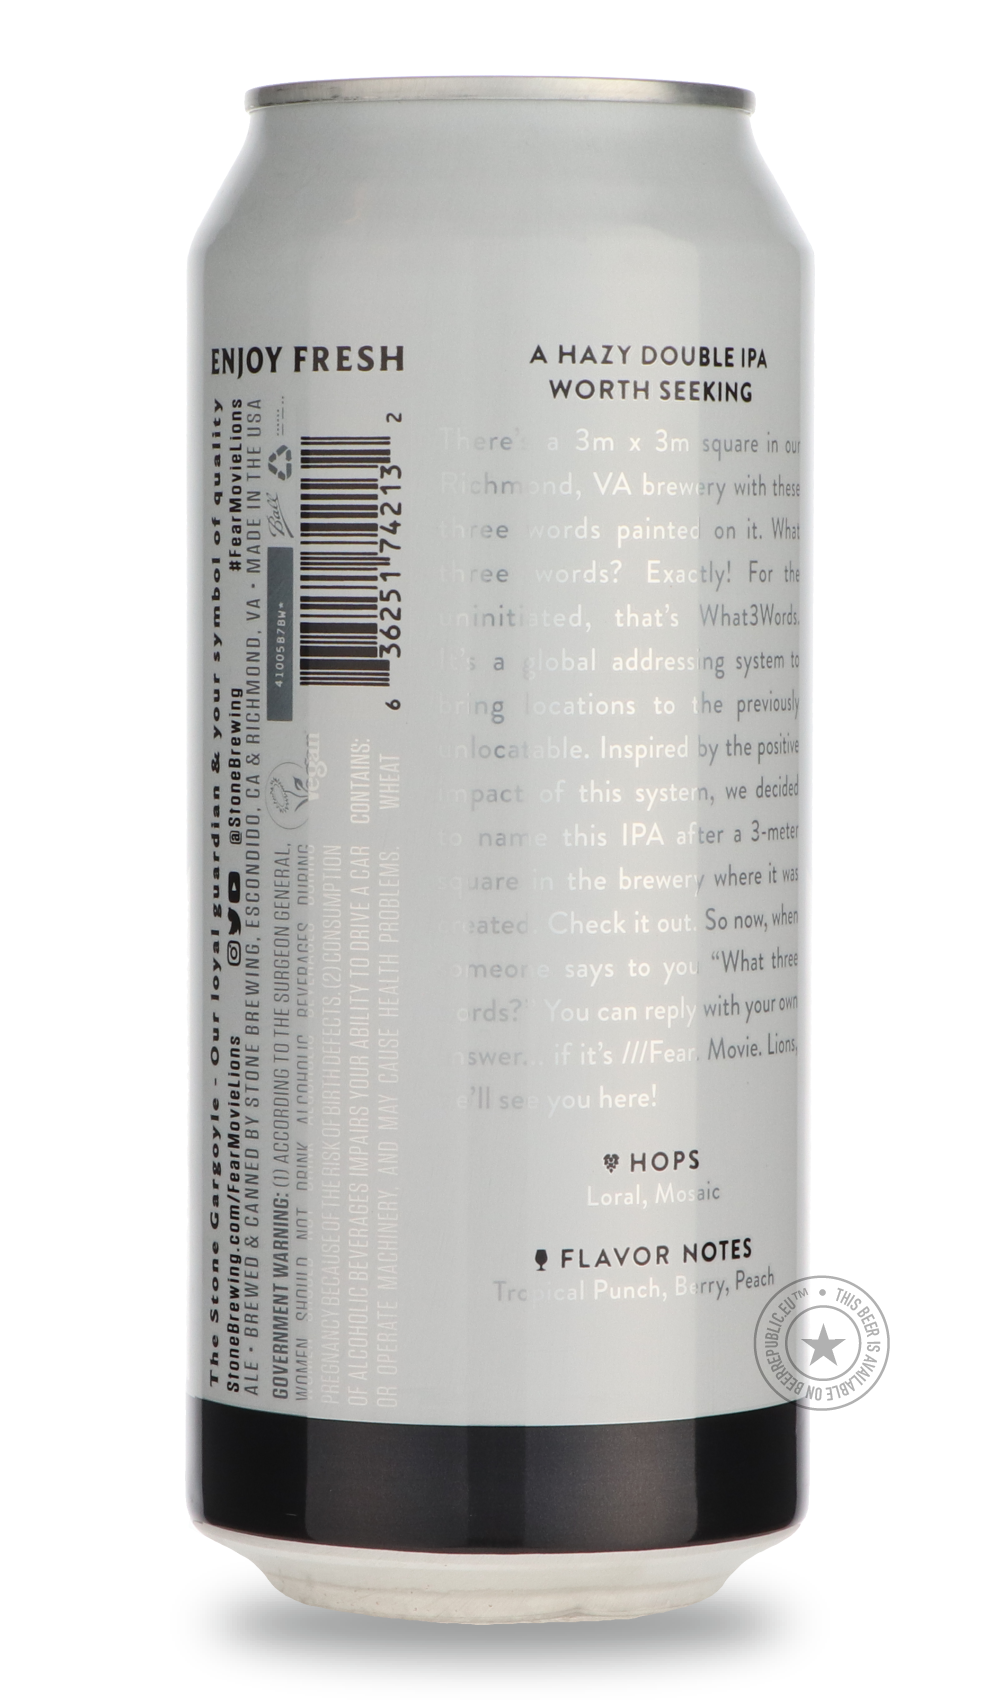 ENJOY FRESH
The Stone Gargoyle - Our loyal guardian & your symbol of quality
StoneBrewing.com/FearMovieLions @StoneBrewing #FearMovieLions
ALE • BREWED & CANNED BY STONE BREWING, ESCONDIDO, CA & RICHMOND, VA • MADE IN THE USA
GOVERNMENT WARNING: (1) ACCORDING TO THE SURGEON GENERAL,
WOMEN SHOULD NOT DRINK ALCOHOLIC BEVERAGES DURING
PREGNANCY BECAUSE OF THE RISK OF BIRTH DEFECTS. (2) CONSUMPTION
OF ALCOHOLIC BEVERAGES IMPAIRS YOUR ABILITY TO DRIVE A CAR
OR OPERATE MACHINERY, AND MAY CAUSE HEALTH PROBLEMS.
vegan
CONTAINS:
WHEAT
Ball
41005878W*
6 36251 74213 2
A HAZY DOUBLE IPA
WORTH SEEKING
There's a 3m x 3m square in our
Richmond, VA brewery with these
three words painted on it. What
three words? Exactly! For the
uninitiated, that's What3Words.
It's a global addressing system to
bring locations to the previously
unlocatable. Inspired by the positive
impact of this system, we decided
to name this IPA after a 3-meter
square in the brewery where it was
created. Check it out. So now, when
someone says to you "What three
words?" You can reply with your own
answer... if it's ///Fear. Movie. Lions,
we'll see you here!
HOPS
Loral, Mosaic
FLAVOR NOTES
Tropical Punch, Berry, Peach
THIS BEER IS AVAILABLE ON BEERREPUBLIC.EU™